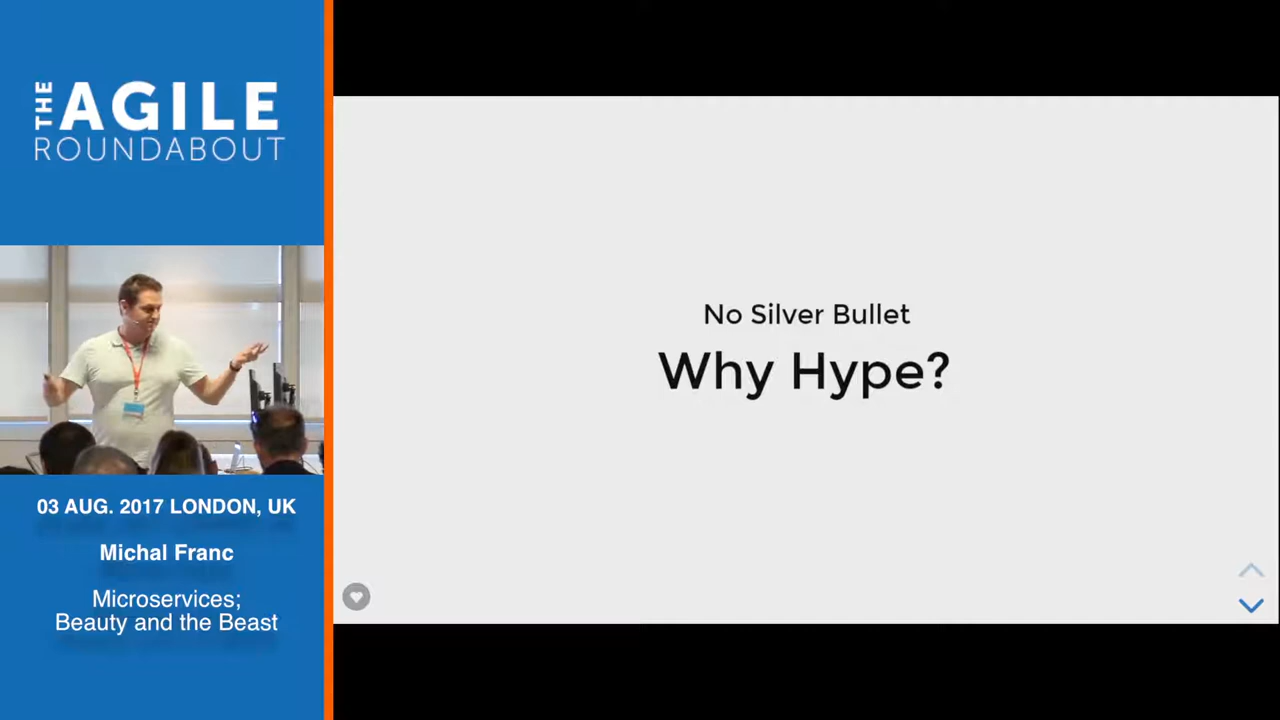 THE AGILE
ROUNDABOUT
03 AUG. 2017 LONDON, UK
Michal Franc
Microservices;
Beauty and the Beast
No Silver Bullet
Why Hype?